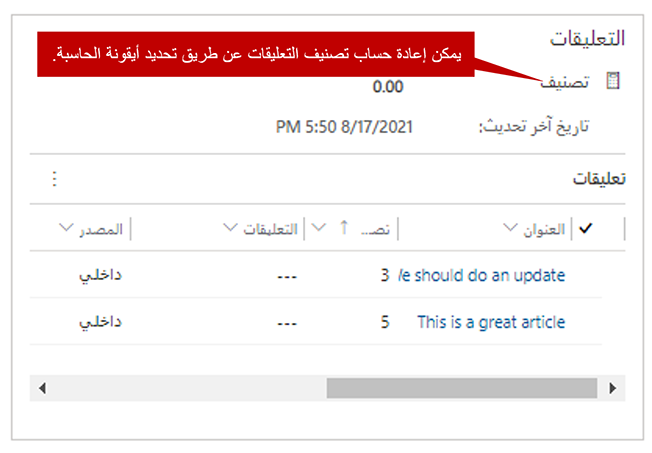 التعليقات
يمكن إعادة حساب تصنيف التعليقات عن طريق تحديد أيقونة الحاسبة.
تصنيف
0.00
تاريخ آخر تحديث: 8/17/2021 5:50 PM
تعليقات
العنوان نصـ... التعليقات المصدر
/e should do an update 3 --- داخلي
This is a great article 5 --- داخلي